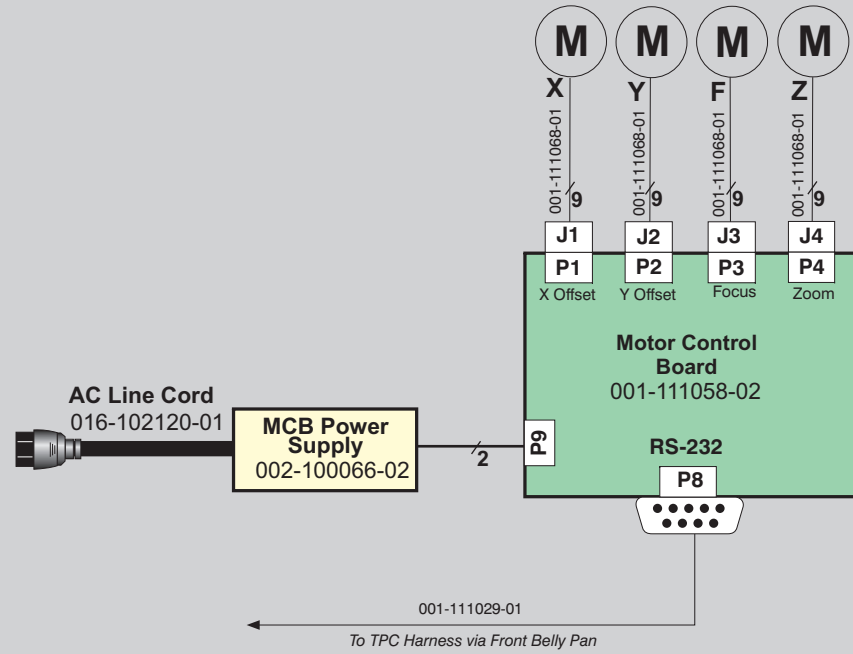 M M M M
X Y F Z
001-111068-01 001-111068-01 001-111068-01 001-111068-01
9 9 9 9
J1 J2 J3 J4
P1 P2 P3 P4
X Offset Y Offset Focus Zoom
Motor Control
Board
001-111058-02
AC Line Cord
016-102120-01
MCB Power
Supply
002-100066-02
2
P9
RS-232
P8
001-111029-01
To TPC Harness via Front Belly Pan